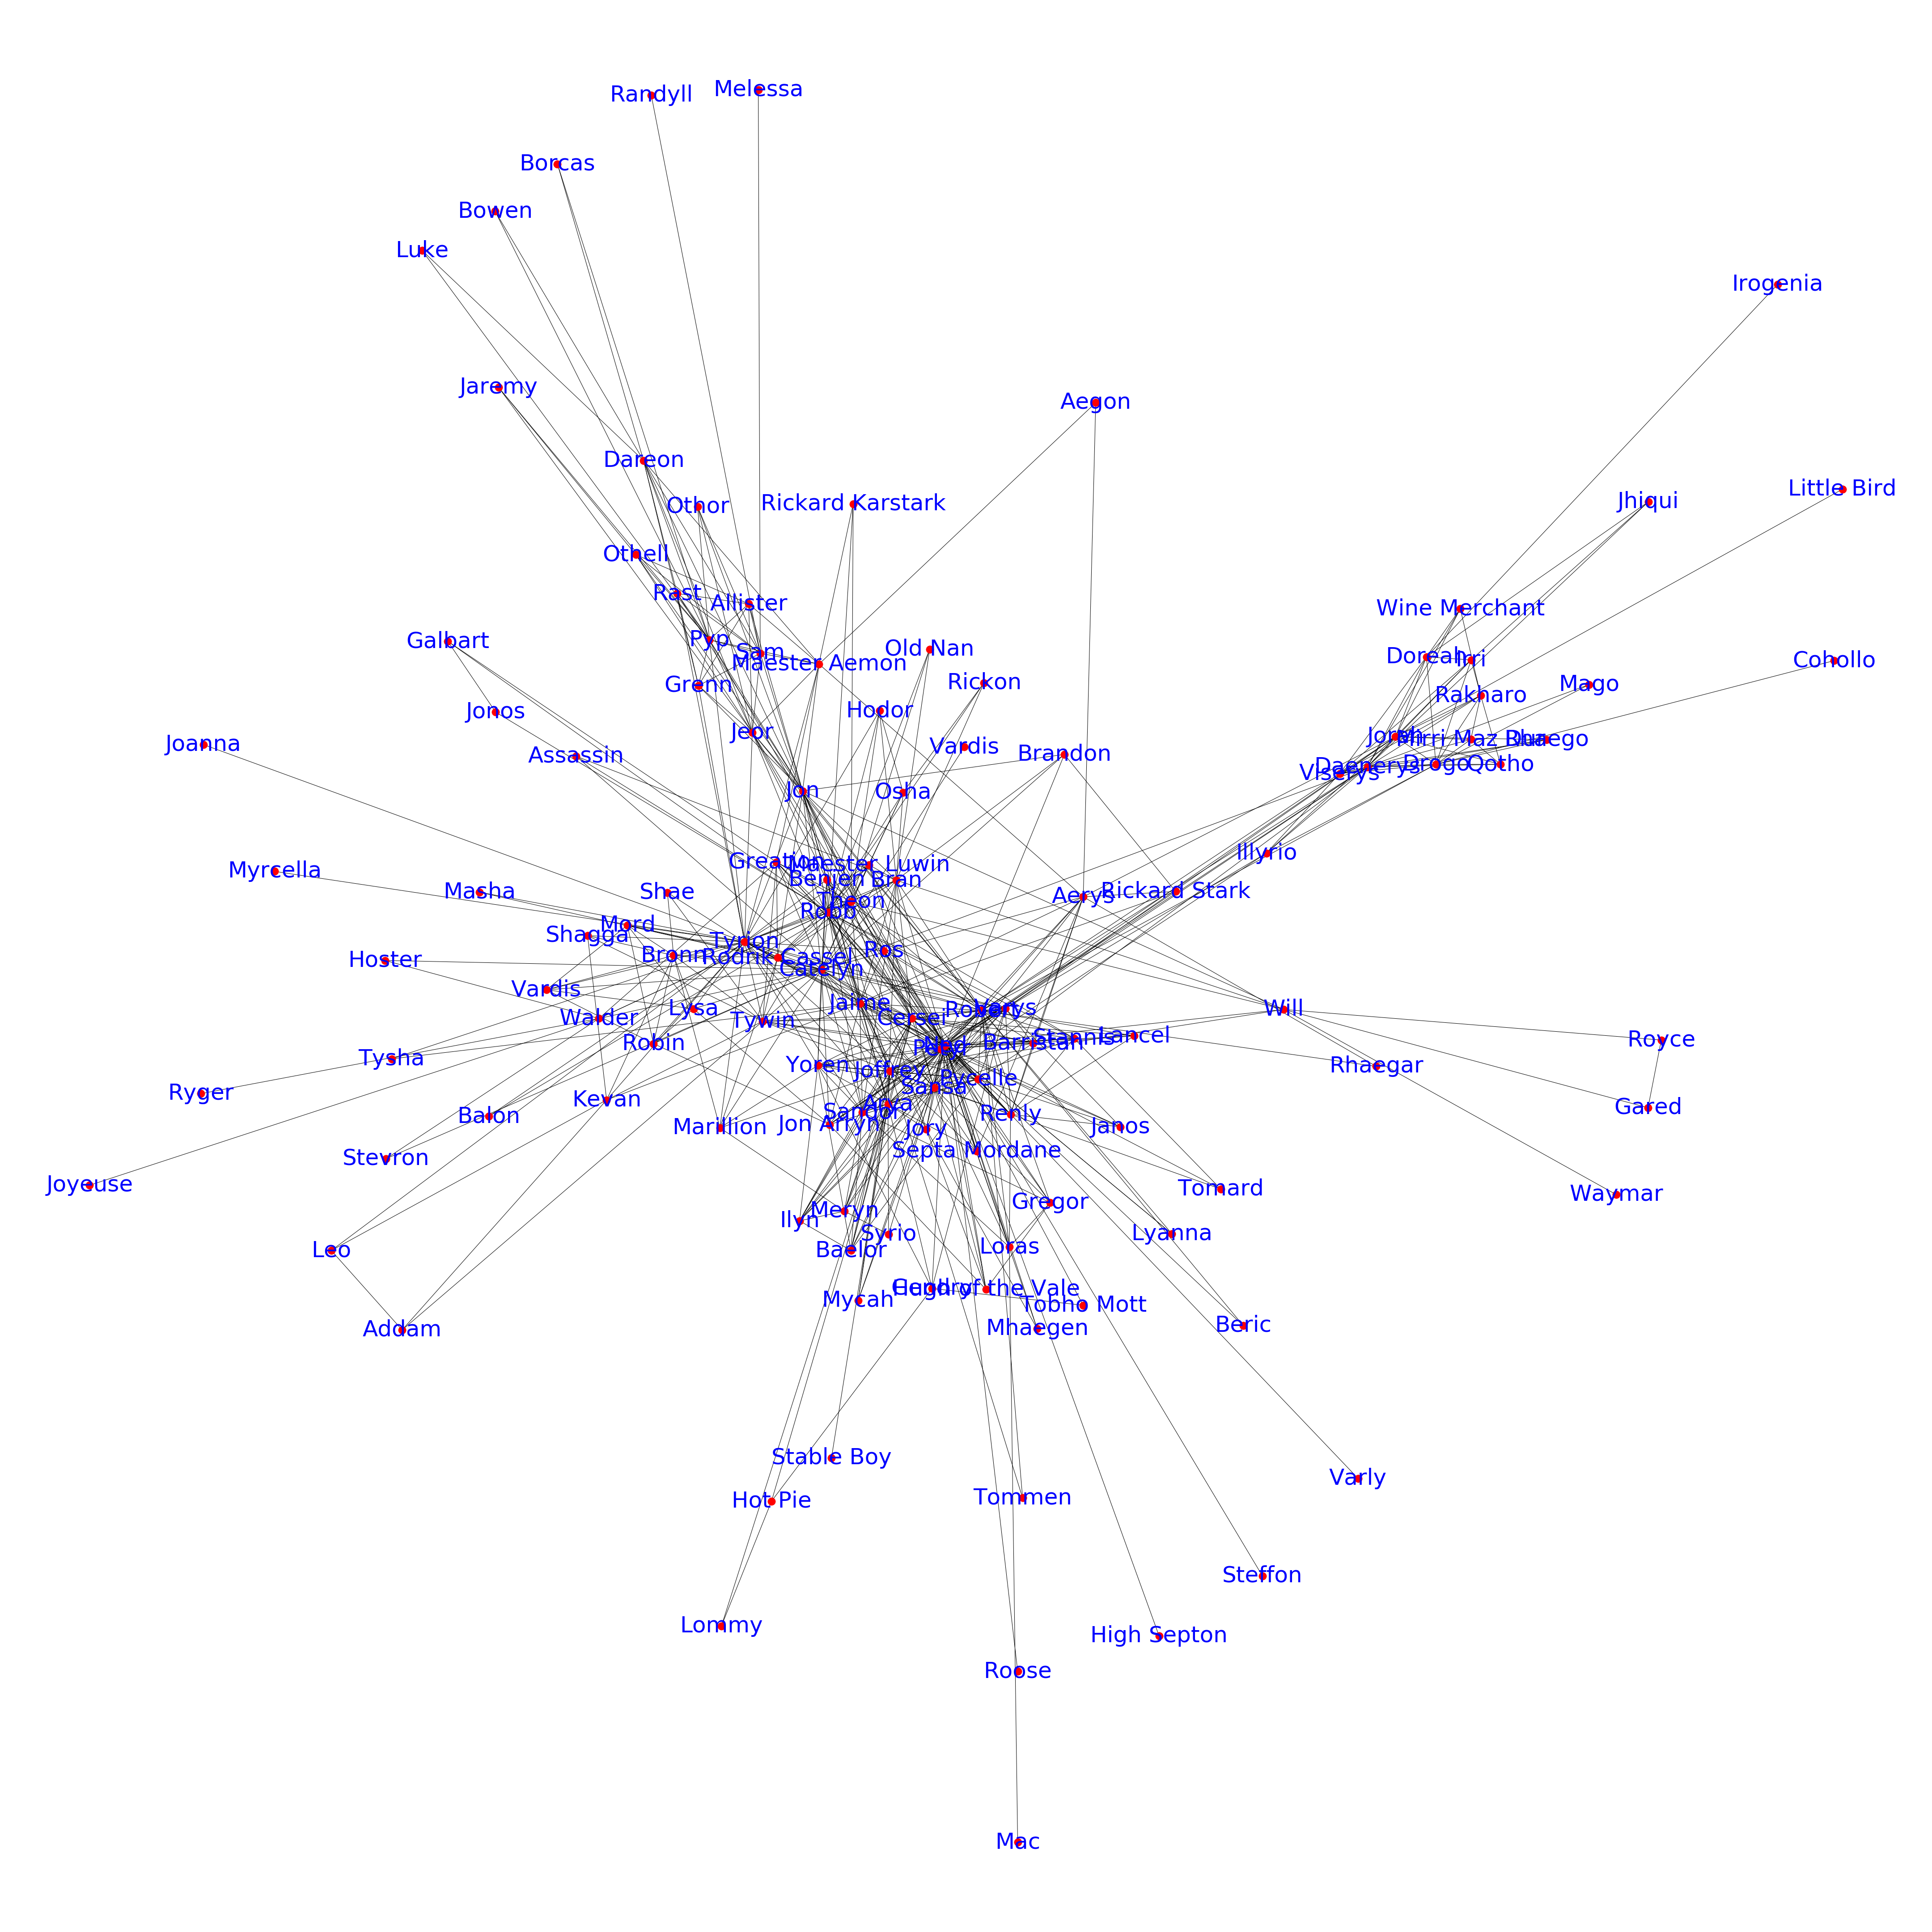 Melessa
Randyll
Borcas
Bowen
Luke
Irogenia
Jaremy
Aegon
Dareon
Little Bird
Jhiqui
Rickard Karstark
Othor
Othell
Rast
Allister
Wine Merchant
Galbart
Pyp
Old Nan
Sam
Maester Aemon
Doreah
Irri
Cohollo
Grenn
Rickon
Mago
Rakharo
Jonos
Hodor
Jeor
Joanna
Assassin
Vardis
Brandon
Jorah
Mirri Maz Duur
Rhaego
Viserys
Daenerys
Drogo
Qotho
Jon
Osha
Illyrio
Myrcella
Greatjon
Maester Luwin
Benjen
Bran
Masha
Shae
Aerys
Rickard Stark
Theon
Robb
Mord
Shagga
Tyrion
Ros
Bronn
Rodrik Cassel
Hoster
Catelyn
Vardis
Lysa
Jaime
Robert
Varys
Will
Walder
Tywin
Cersei
Robin
Ned
Petyr
Barristan
Stannis
Lancel
Royce
Tysha
Yoren
Joffrey
Pycelle
Rhaegar
Sansa
Ryger
Kevan
Arya
Balon
Sandor
Renly
Gared
Marillion
Jon Arryn
Jory
Janos
Stevron
Septa Mordane
Joyeuse
Tomard
Waymar
Gregor
Meryn
Ilyn
Syrio
Lyanna
Leo
Baelor
Loras
Gendry
Hugh of the Vale
Mycah
Tobho Mott
Addam
Mhaegen
Beric
Stable Boy
Varly
Hot Pie
Tommen
Steffon
Lommy
High Septon
Roose
Mac